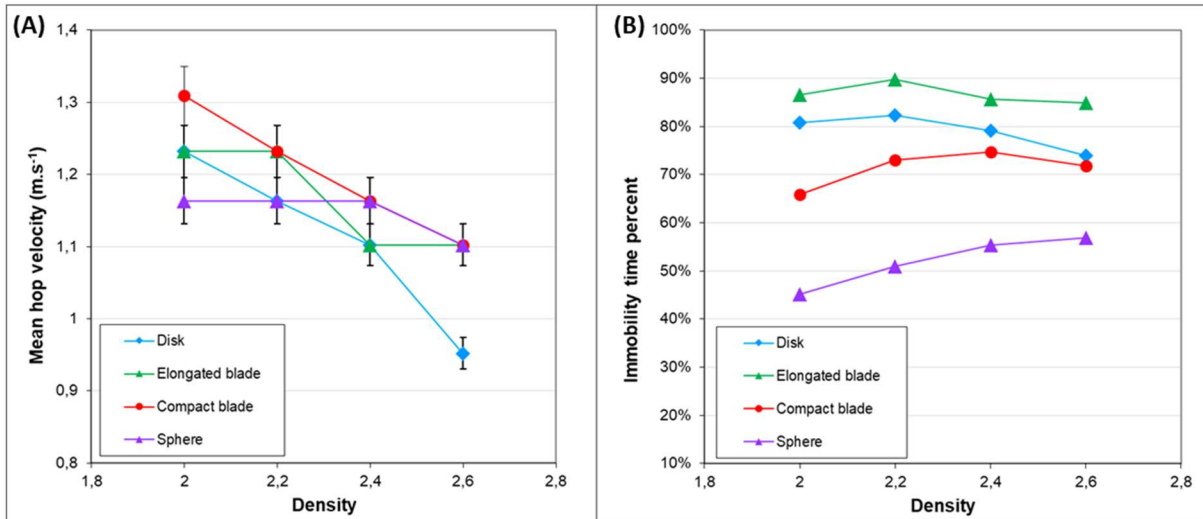 (A)
Mean hop velocity (m.s⁻¹)
1,4
1,3
1,2
1,1
1
0,9
0,8
Disk
Elongated blade
Compact blade
Sphere
1,8
2
2,2
2,4
2,6
2,8
Density
(B)
Immobility time percent
100%
90%
80%
70%
60%
50%
40%
30%
20%
10%
Disk
Elongated blade
Compact blade
Sphere
1,8
2
2,2
2,4
2,6
2,8
Density